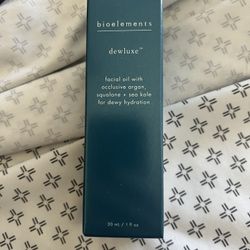 bioelements
dewluxe™
facial oil with
occlusive argan,
squalane + sea kale
for dewy hydration
30 mL / 1 fl oz